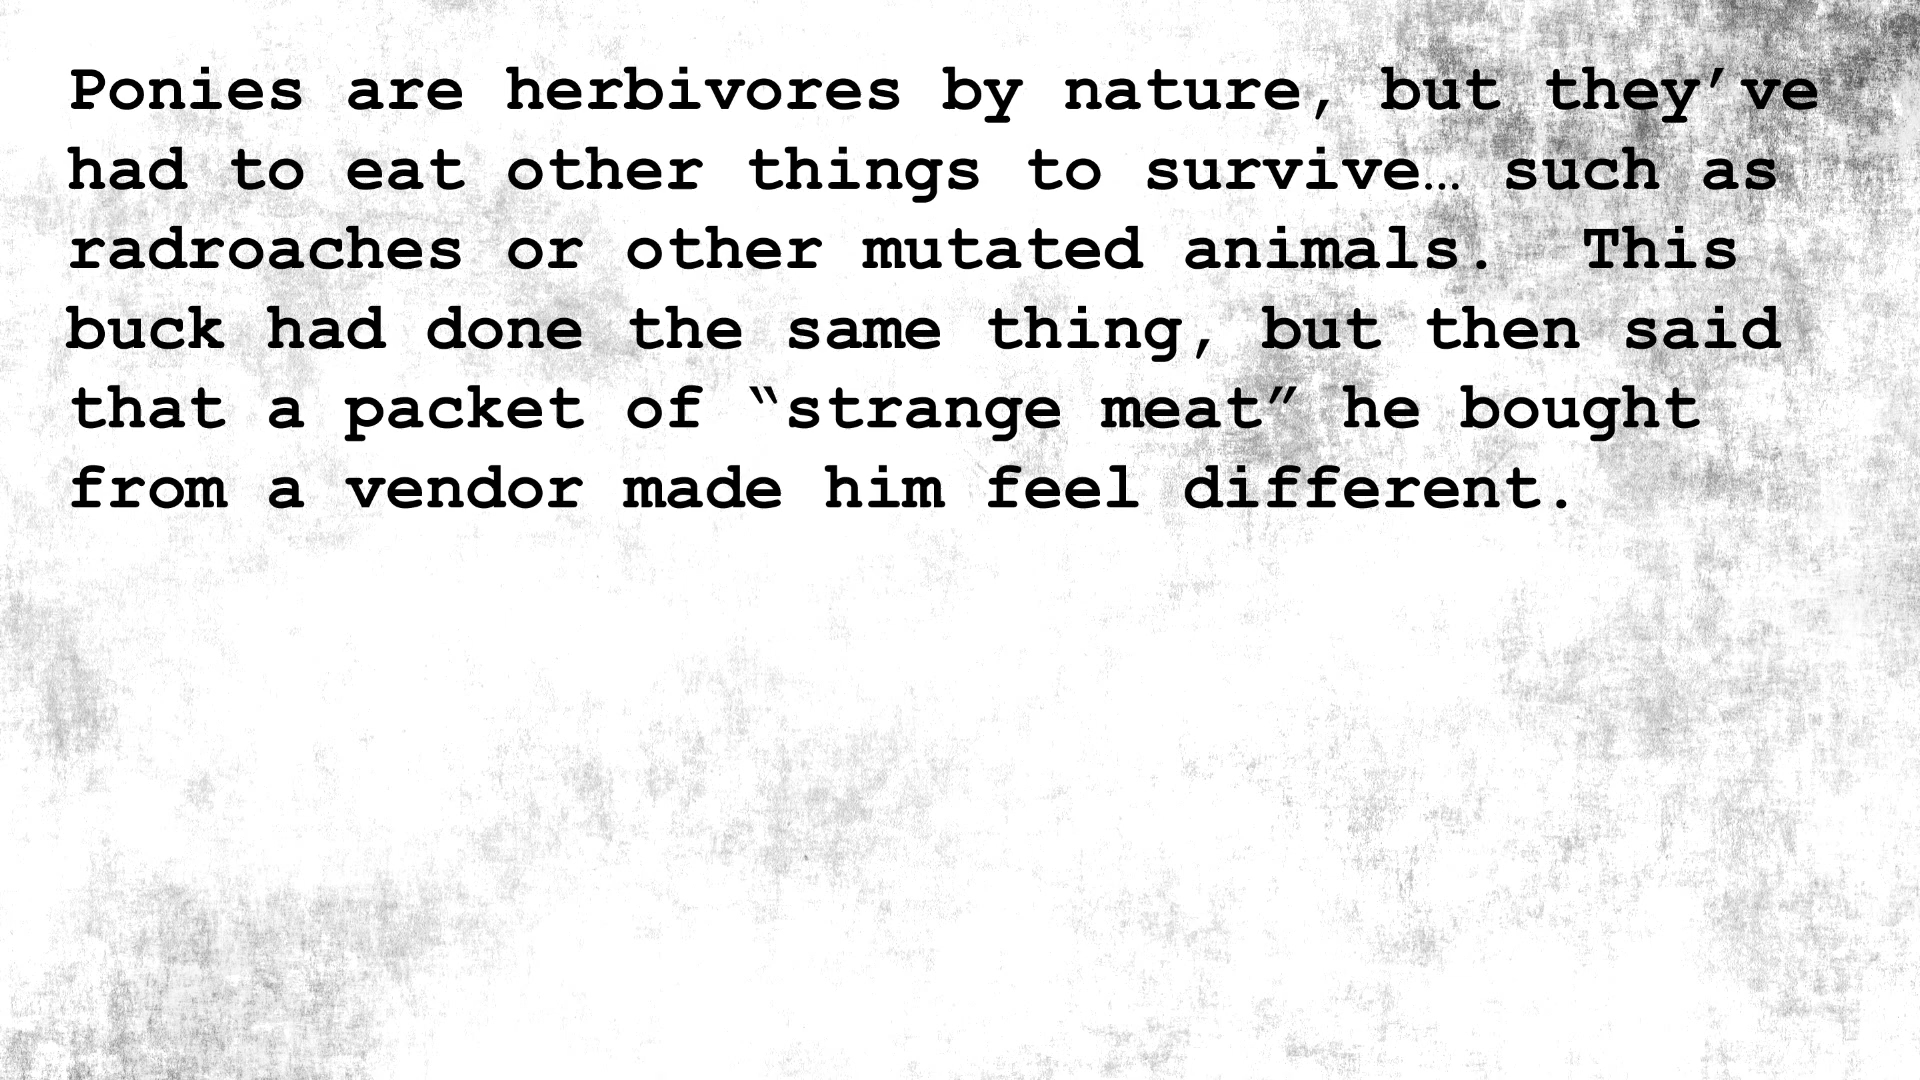 Ponies are herbivores by nature, but they’ve
had to eat other things to survive… such as
radroaches or other mutated animals.  This
buck had done the same thing, but then said
that a packet of “strange meat” he bought
from a vendor made him feel different.